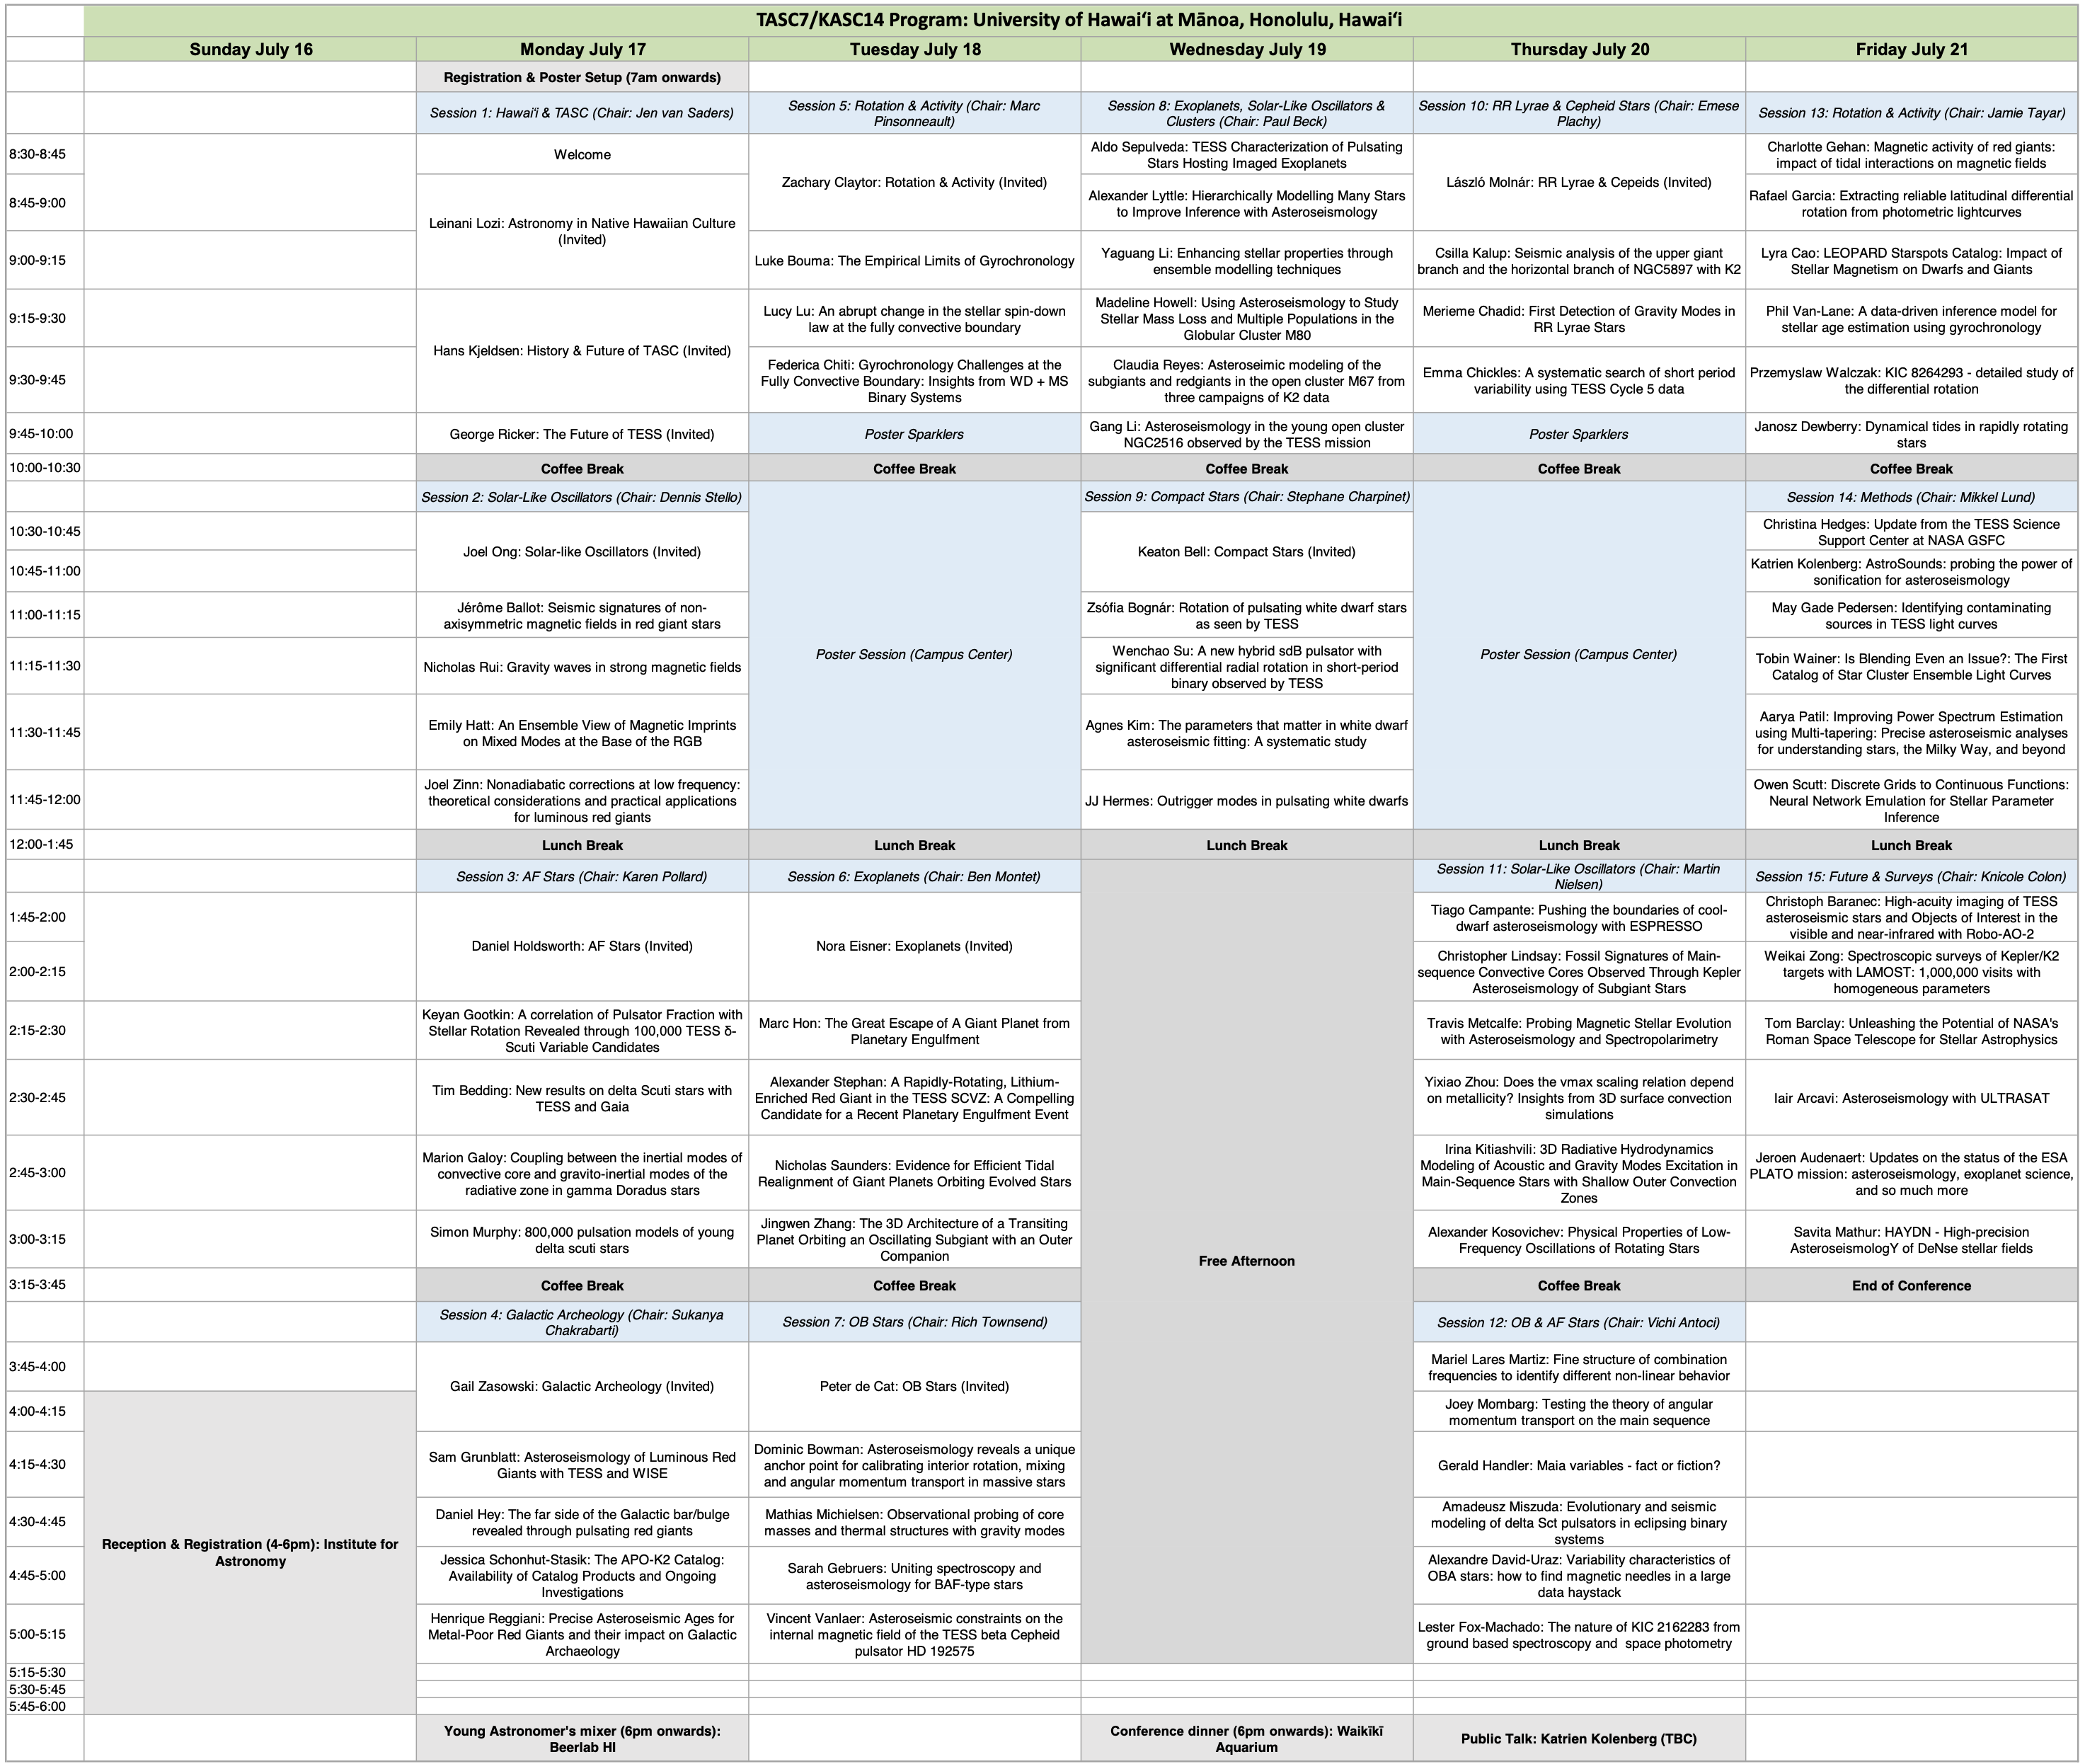 TASC7/KASC14 Program: University of Hawaiʻi at Mānoa, Honolulu, Hawaiʻi
Sunday July 16
Monday July 17
Tuesday July 18
Wednesday July 19
Thursday July 20
Friday July 21
Registration & Poster Setup (7am onwards)
Session 1: Hawaiʻi & TASC (Chair: Jen van Saders)
Session 5: Rotation & Activity (Chair: Marc
Pinsonneault)
Session 8: Exoplanets, Solar-Like Oscillators &
Clusters (Chair: Paul Beck)
Session 10: RR Lyrae & Cepheid Stars (Chair: Emese
Plachy)
Session 13: Rotation & Activity (Chair: Jamie Tayar)
8:30-8:45
Welcome
Zachary Claytor: Rotation & Activity (Invited)
Aldo Sepulveda: TESS Characterization of Pulsating
Stars Hosting Imaged Exoplanets
László Molnár: RR Lyrae & Cepeids (Invited)
Charlotte Gehan: Magnetic activity of red giants:
impact of tidal interactions on magnetic fields
8:45-9:00
Leinani Lozi: Astronomy in Native Hawaiian Culture
(Invited)
Alexander Lyttle: Hierarchically Modelling Many Stars
to Improve Inference with Asteroseismology
Rafael Garcia: Extracting reliable latitudinal differential
rotation from photometric lightcurves
9:00-9:15
Luke Bouma: The Empirical Limits of Gyrochronology
Yaguang Li: Enhancing stellar properties through
ensemble modelling techniques
Csilla Kalup: Seismic analysis of the upper giant
branch and the horizontal branch of NGC5897 with K2
Lyra Cao: LEOPARD Starspots Catalog: Impact of
Stellar Magnetism on Dwarfs and Giants
9:15-9:30
Hans Kjeldsen: History & Future of TASC (Invited)
Lucy Lu: An abrupt change in the stellar spin-down
law at the fully convective boundary
Madeline Howell: Using Asteroseismology to Study
Stellar Mass Loss and Multiple Populations in the
Globular Cluster M80
Merieme Chadid: First Detection of Gravity Modes in
RR Lyrae Stars
Phil Van-Lane: A data-driven inference model for
stellar age estimation using gyrochronology
9:30-9:45
Federica Chiti: Gyrochronology Challenges at the
Fully Convective Boundary: Insights from WD + MS
Binary Systems
Claudia Reyes: Asteroseimic modeling of the
subgiants and redgiants in the open cluster M67 from
three campaigns of K2 data
Emma Chickles: A systematic search of short period
variability using TESS Cycle 5 data
Przemyslaw Walczak: KIC 8264293 - detailed study of
the differential rotation
9:45-10:00
George Ricker: The Future of TESS (Invited)
Poster Sparklers
Gang Li: Asteroseismology in the young open cluster
NGC2516 observed by the TESS mission
Poster Sparklers
Janosz Dewberry: Dynamical tides in rapidly rotating
stars
10:00-10:30
Coffee Break
Coffee Break
Coffee Break
Coffee Break
Coffee Break
Session 2: Solar-Like Oscillators (Chair: Dennis Stello)
Poster Session (Campus Center)
Session 9: Compact Stars (Chair: Stephane Charpinet)
Poster Session (Campus Center)
Session 14: Methods (Chair: Mikkel Lund)
10:30-10:45
Joel Ong: Solar-like Oscillators (Invited)
Keaton Bell: Compact Stars (Invited)
Christina Hedges: Update from the TESS Science
Support Center at NASA GSFC
10:45-11:00
Katrien Kolenberg: AstroSounds: probing the power of
sonification for asteroseismology
11:00-11:15
Jérôme Ballot: Seismic signatures of non-
axisymmetric magnetic fields in red giant stars
Zsófia Bognár: Rotation of pulsating white dwarf stars
as seen by TESS
May Gade Pedersen: Identifying contaminating
sources in TESS light curves
11:15-11:30
Nicholas Rui: Gravity waves in strong magnetic fields
Wenchao Su: A new hybrid sdB pulsator with
significant differential radial rotation in short-period
binary observed by TESS
Tobin Wainer: Is Blending Even an Issue?: The First
Catalog of Star Cluster Ensemble Light Curves
11:30-11:45
Emily Hatt: An Ensemble View of Magnetic Imprints
on Mixed Modes at the Base of the RGB
Agnes Kim: The parameters that matter in white dwarf
asteroseismic fitting: A systematic study
Aarya Patil: Improving Power Spectrum Estimation
using Multi-tapering: Precise asteroseismic analyses
for understanding stars, the Milky Way, and beyond
11:45-12:00
Joel Zinn: Nonadiabatic corrections at low frequency:
theoretical considerations and practical applications
for luminous red giants
JJ Hermes: Outrigger modes in pulsating white dwarfs
Owen Scutt: Discrete Grids to Continuous Functions:
Neural Network Emulation for Stellar Parameter
Inference
12:00-1:45
Lunch Break
Lunch Break
Lunch Break
Lunch Break
Lunch Break
Session 3: AF Stars (Chair: Karen Pollard)
Session 6: Exoplanets (Chair: Ben Montet)
Free Afternoon
Session 11: Solar-Like Oscillators (Chair: Martin
Nielsen)
Session 15: Future & Surveys (Chair: Knicole Colon)
1:45-2:00
Daniel Holdsworth: AF Stars (Invited)
Nora Eisner: Exoplanets (Invited)
Tiago Campante: Pushing the boundaries of cool-
dwarf asteroseismology with ESPRESSO
Christoph Baranec: High-acuity imaging of TESS
asteroseismic stars and Objects of Interest in the
visible and near-infrared with Robo-AO-2
2:00-2:15
Christopher Lindsay: Fossil Signatures of Main-
sequence Convective Cores Observed Through Kepler
Asteroseismology of Subgiant Stars
Weikai Zong: Spectroscopic surveys of Kepler/K2
targets with LAMOST: 1,000,000 visits with
homogeneous parameters
2:15-2:30
Keyan Gootkin: A correlation of Pulsator Fraction with
Stellar Rotation Revealed through 100,000 TESS δ-
Scuti Variable Candidates
Marc Hon: The Great Escape of A Giant Planet from
Planetary Engulfment
Travis Metcalfe: Probing Magnetic Stellar Evolution
with Asteroseismology and Spectropolarimetry
Tom Barclay: Unleashing the Potential of NASA's
Roman Space Telescope for Stellar Astrophysics
2:30-2:45
Tim Bedding: New results on delta Scuti stars with
TESS and Gaia
Alexander Stephan: A Rapidly-Rotating, Lithium-
Enriched Red Giant in the TESS SCVZ: A Compelling
Candidate for a Recent Planetary Engulfment Event
Yixiao Zhou: Does the νmax scaling relation depend
on metallicity? Insights from 3D surface convection
simulations
Iair Arcavi: Asteroseismology with ULTRASAT
2:45-3:00
Marion Galoy: Coupling between the inertial modes of
convective core and gravito-inertial modes of the
radiative zone in gamma Doradus stars
Nicholas Saunders: Evidence for Efficient Tidal
Realignment of Giant Planets Orbiting Evolved Stars
Irina Kitiashvili: 3D Radiative Hydrodynamics
Modeling of Acoustic and Gravity Modes Excitation in
Main-Sequence Stars with Shallow Outer Convection
Zones
Jeroen Audenaert: Updates on the status of the ESA
PLATO mission: asteroseismology, exoplanet science,
and so much more
3:00-3:15
Simon Murphy: 800,000 pulsation models of young
delta scuti stars
Jingwen Zhang: The 3D Architecture of a Transiting
Planet Orbiting an Oscillating Subgiant with an Outer
Companion
Alexander Kosovichev: Physical Properties of Low-
Frequency Oscillations of Rotating Stars
Savita Mathur: HAYDN - High-precision
AsteroseismologY of DeNse stellar fields
3:15-3:45
Coffee Break
Coffee Break
Coffee Break
End of Conference
Session 4: Galactic Archeology (Chair: Sukanya
Chakrabarti)
Session 7: OB Stars (Chair: Rich Townsend)
Session 12: OB & AF Stars (Chair: Vichi Antoci)
3:45-4:00
Gail Zasowski: Galactic Archeology (Invited)
Peter de Cat: OB Stars (Invited)
Mariel Lares Martiz: Fine structure of combination
frequencies to identify different non-linear behavior
4:00-4:15
Reception & Registration (4-6pm): Institute for
Astronomy
Joey Mombarg: Testing the theory of angular
momentum transport on the main sequence
4:15-4:30
Sam Grunblatt: Asteroseismology of Luminous Red
Giants with TESS and WISE
Dominic Bowman: Asteroseismology reveals a unique
anchor point for calibrating interior rotation, mixing
and angular momentum transport in massive stars
Gerald Handler: Maia variables - fact or fiction?
4:30-4:45
Daniel Hey: The far side of the Galactic bar/bulge
revealed through pulsating red giants
Mathias Michielsen: Observational probing of core
masses and thermal structures with gravity modes
Amadeusz Miszuda: Evolutionary and seismic
modeling of delta Sct pulsators in eclipsing binary
systems
4:45-5:00
Jessica Schonhut-Stasik: The APO-K2 Catalog:
Availability of Catalog Products and Ongoing
Investigations
Sarah Gebruers: Uniting spectroscopy and
asteroseismology for BAF-type stars
Alexandre David-Uraz: Variability characteristics of
OBA stars: how to find magnetic needles in a large
data haystack
5:00-5:15
Henrique Reggiani: Precise Asteroseismic Ages for
Metal-Poor Red Giants and their impact on Galactic
Archaeology
Vincent Vanlaer: Asteroseismic constraints on the
internal magnetic field of the TESS beta Cepheid
pulsator HD 192575
Lester Fox-Machado: The nature of KIC 2162283 from
ground based spectroscopy and space photometry
5:15-5:30
5:30-5:45
5:45-6:00
Young Astronomer's mixer (6pm onwards):
Beerlab HI
Conference dinner (6pm onwards): Waikīkī
Aquarium
Public Talk: Katrien Kolenberg (TBC)